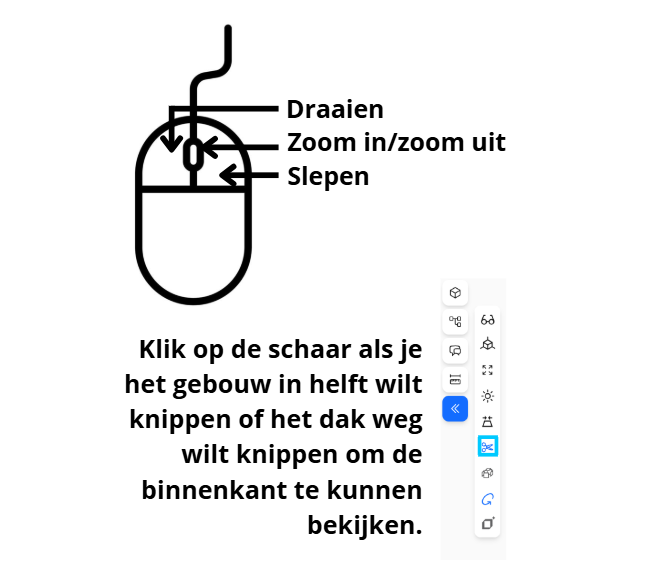 Draaien
Zoom in/zoom uit
Slepen
Klik op de schaar als je
het gebouw in helft wilt
knippen of het dak weg
wilt knippen om de
binnenkant te kunnen
bekijken.